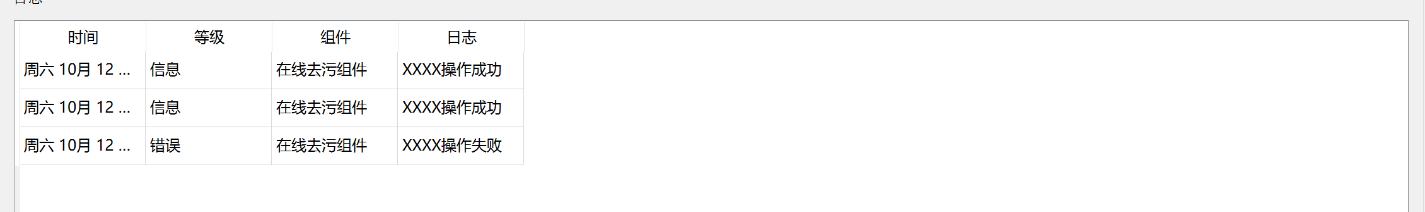 时间 等级 组件 日志
周六 10月 12 ... 信息 在线去污组件 XXXX操作成功
周六 10月 12 ... 信息 在线去污组件 XXXX操作成功
周六 10月 12 ... 错误 在线去污组件 XXXX操作失败